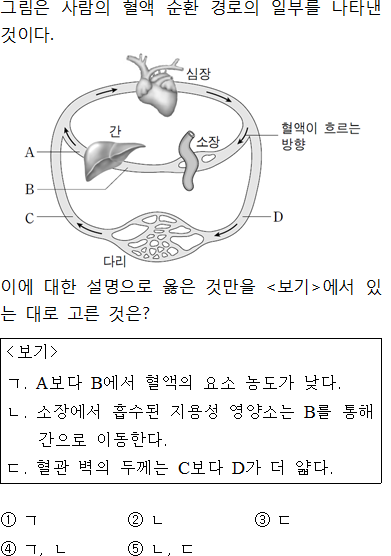 그림은 사람의 혈액 순환 경로의 일부를 나타낸
것이다.
심장
간
소장
혈액이 흐르는
방향
A
B
C
D
다리
이에 대한 설명으로 옳은 것만을 <보기>에서 있
는 대로 고른 것은?
<보기>
ㄱ. A보다 B에서 혈액의 요소 농도가 낮다.
ㄴ. 소장에서 흡수된 지용성 영양소는 B를 통해
간으로 이동한다.
ㄷ. 혈관 벽의 두께는 C보다 D가 더 얇다.
① ㄱ ② ㄴ ③ ㄷ
④ ㄱ, ㄴ ⑤ ㄴ, ㄷ